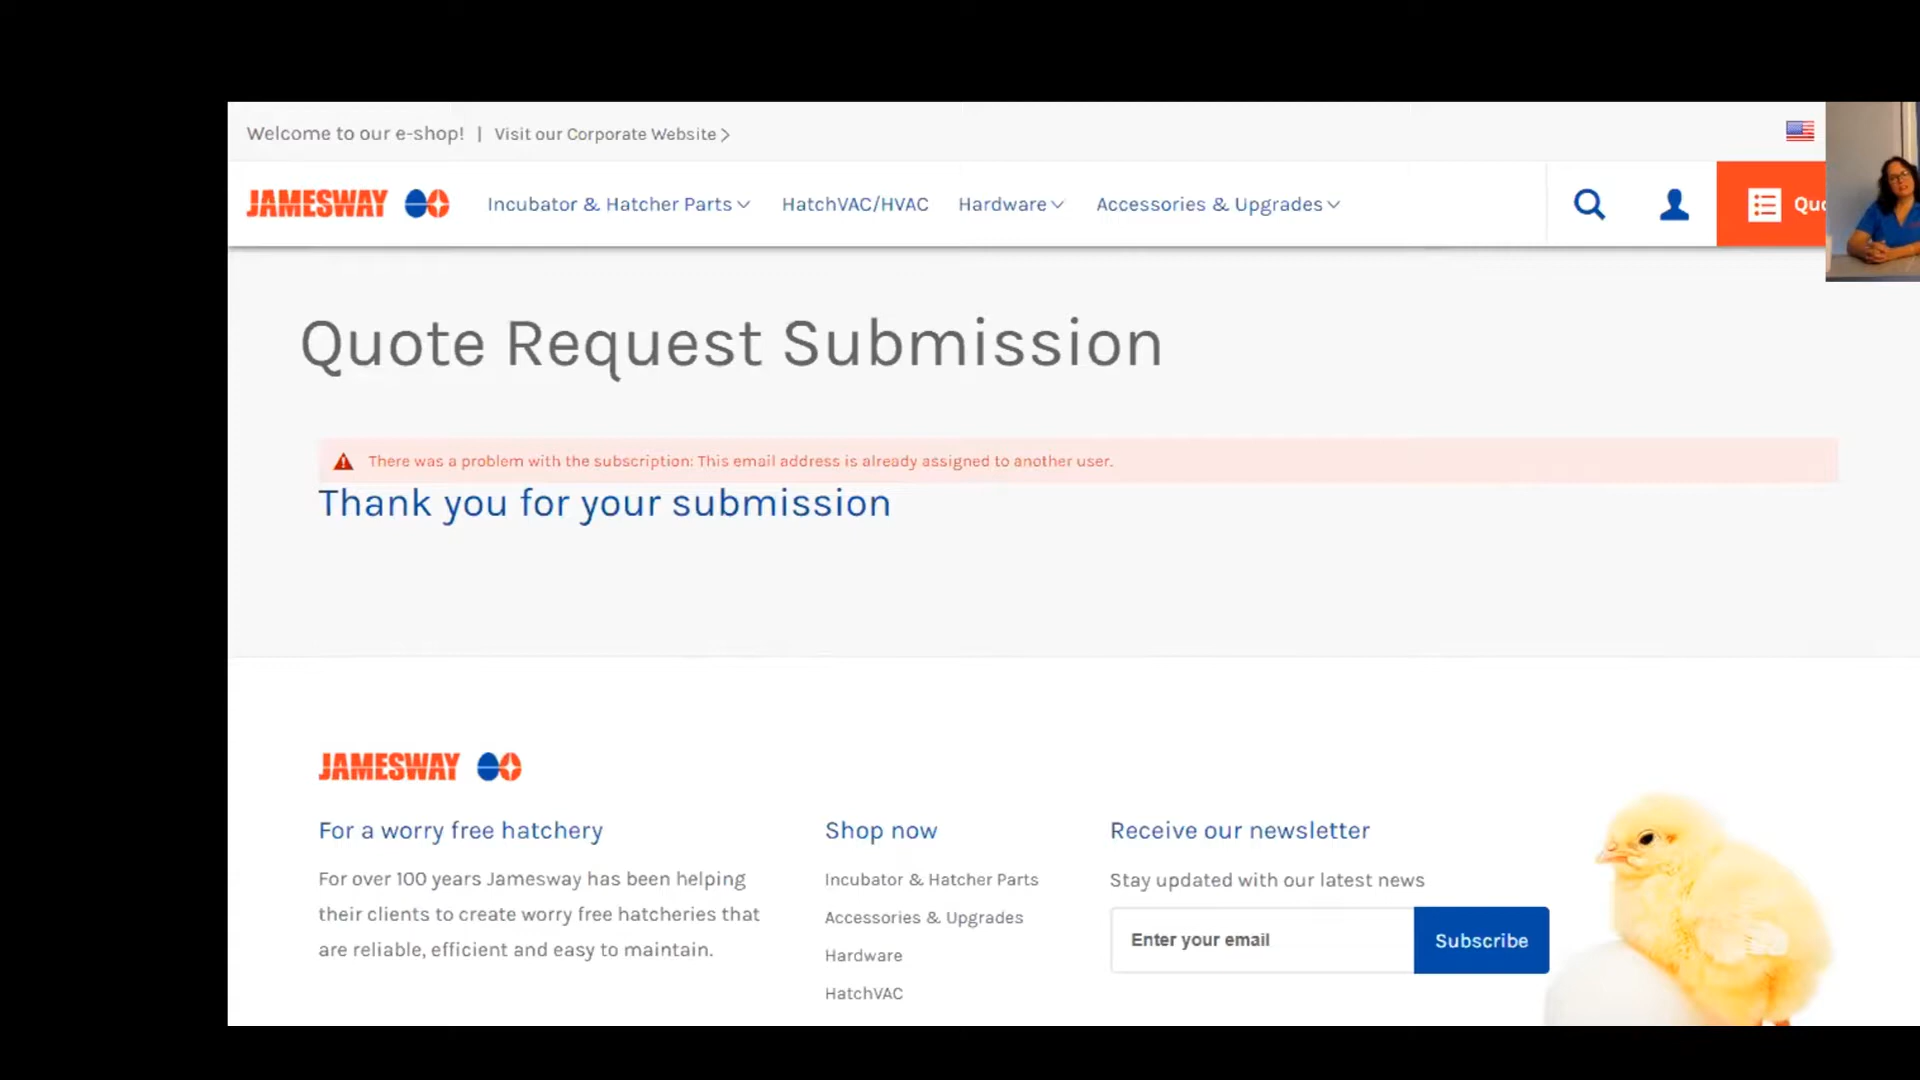 Welcome to our e-shop! | Visit our Corporate Website >
JAMESWAY
Incubator & Hatcher Parts
HatchVAC/HVAC
Hardware
Accessories & Upgrades
Quote Request Submission
There was a problem with the subscription: This email address is already assigned to another user.
Thank you for your submission
JAMESWAY
For a worry free hatchery
For over 100 years Jamesway has been helping
their clients to create worry free hatcheries that
are reliable, efficient and easy to maintain.
Shop now
Incubator & Hatcher Parts
Accessories & Upgrades
Hardware
HatchVAC
Receive our newsletter
Stay updated with our latest news
Enter your email
Subscribe